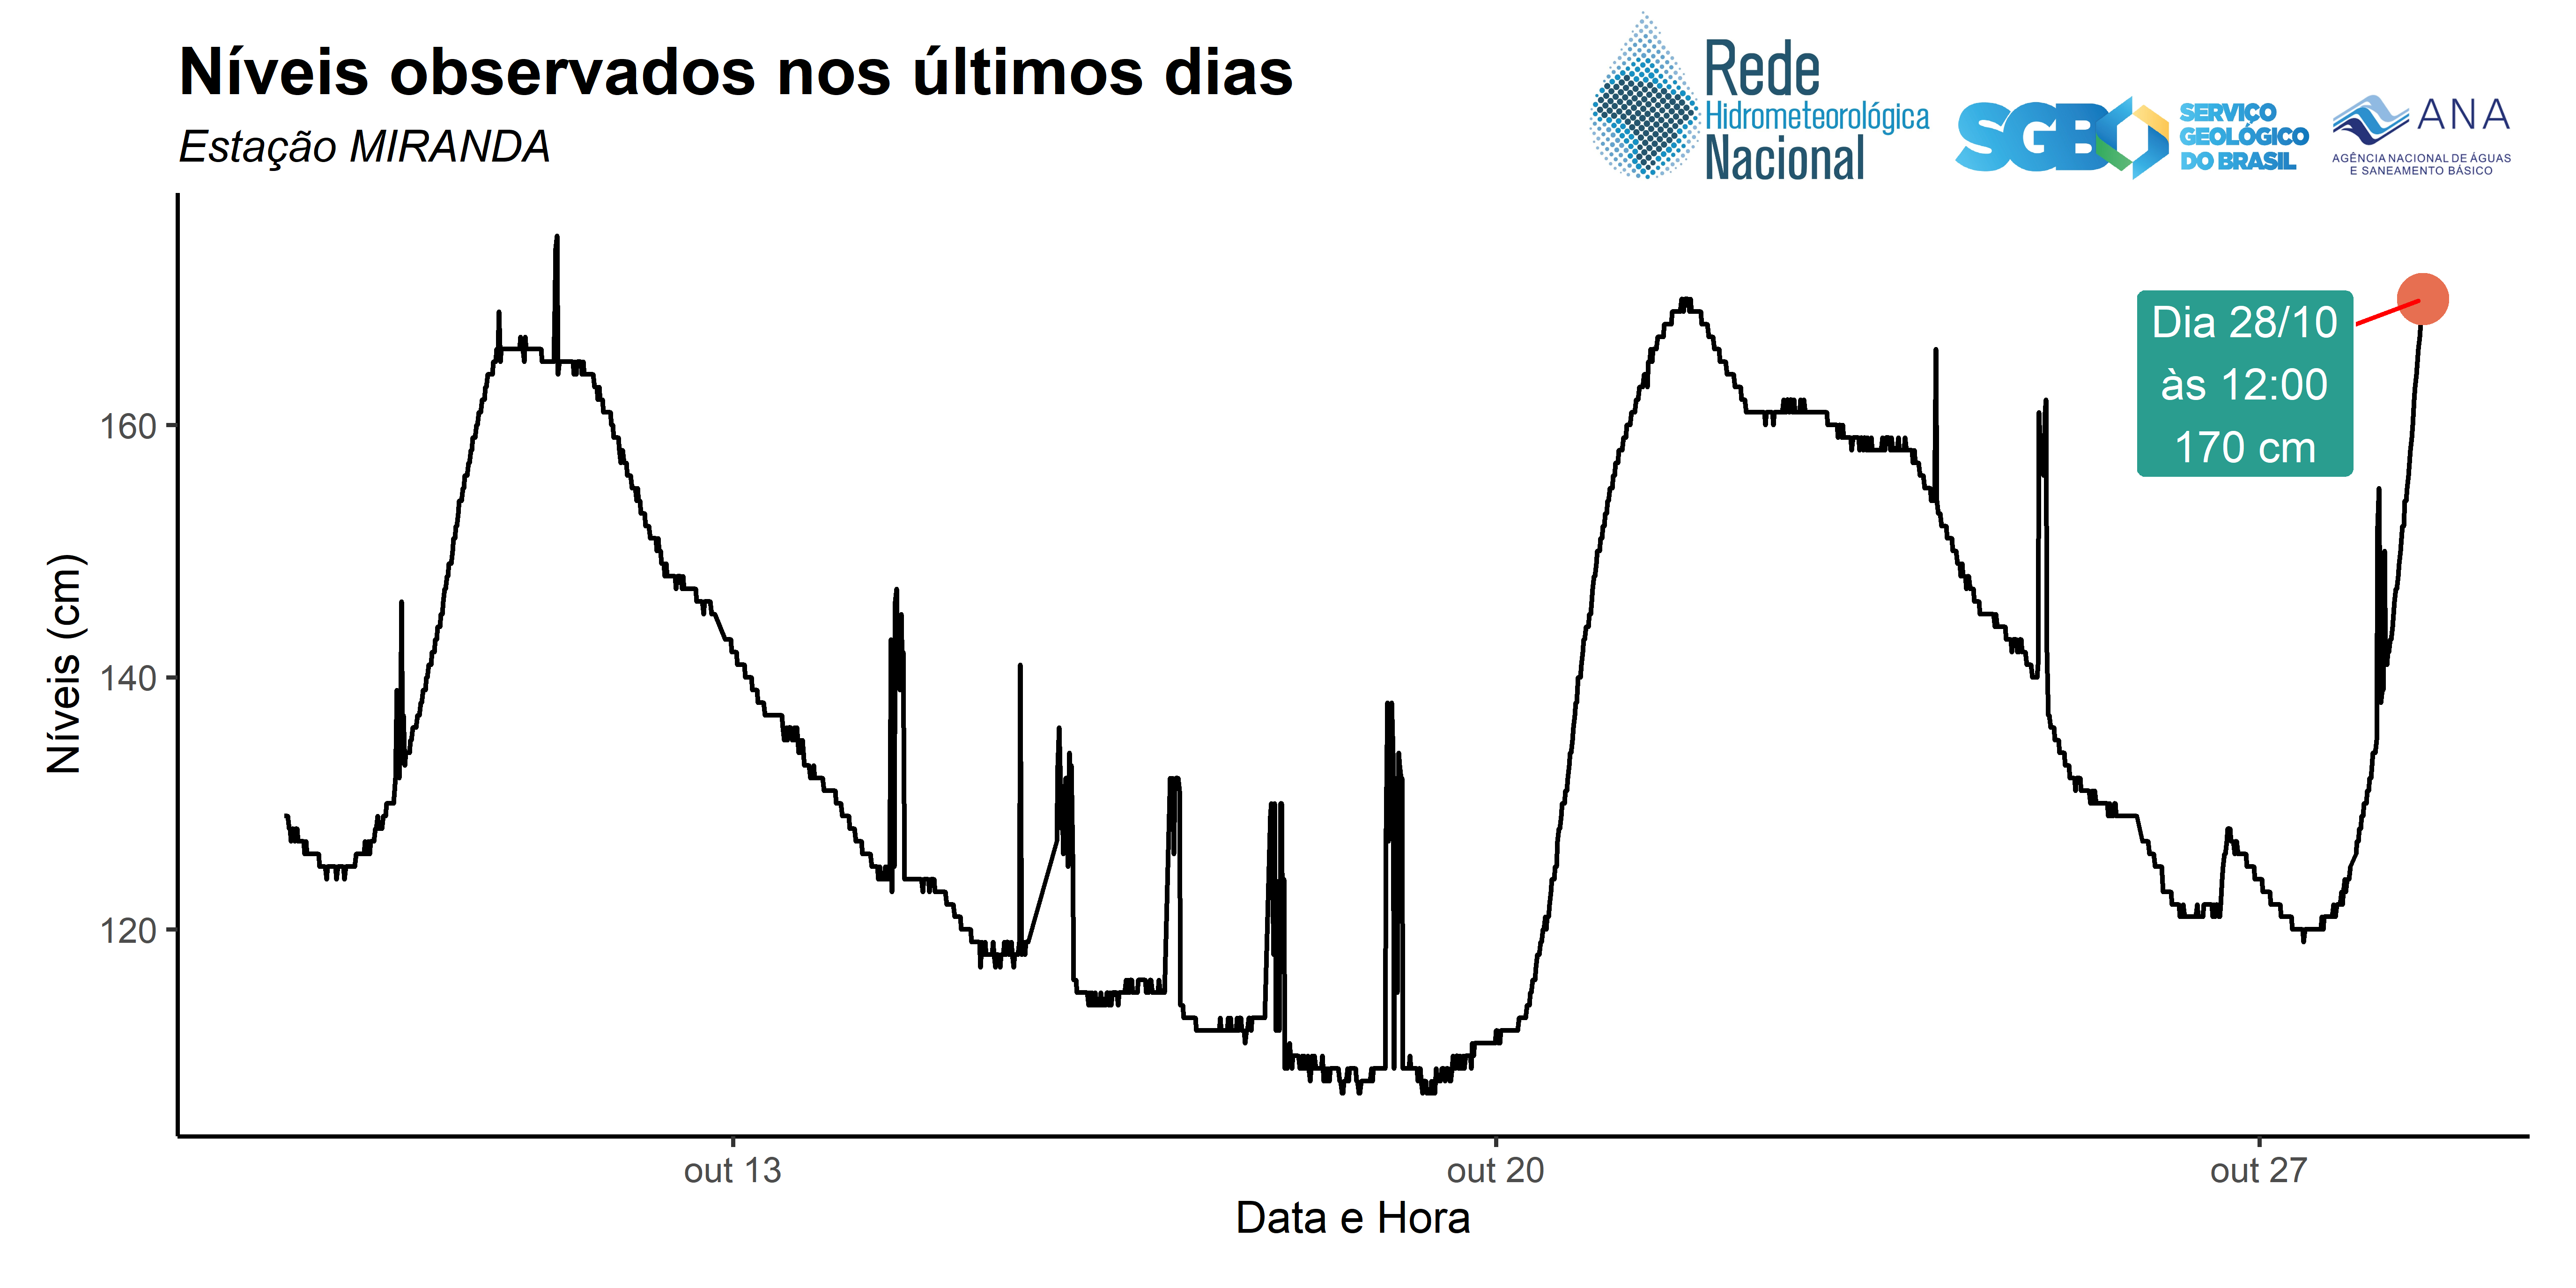 Níveis observados nos últimos dias
Estação MIRANDA
Rede
Hidrometeorológica
Nacional
SGB
SERVIÇO
GEOLÓGICO
DO BRASIL
ANA
AGÊNCIA NACIONAL DE ÁGUAS
E SANEAMENTO BÁSICO
Dia 28/10
às 12:00
170 cm
Níveis (cm)
160
140
120
out 13
out 20
out 27
Data e Hora